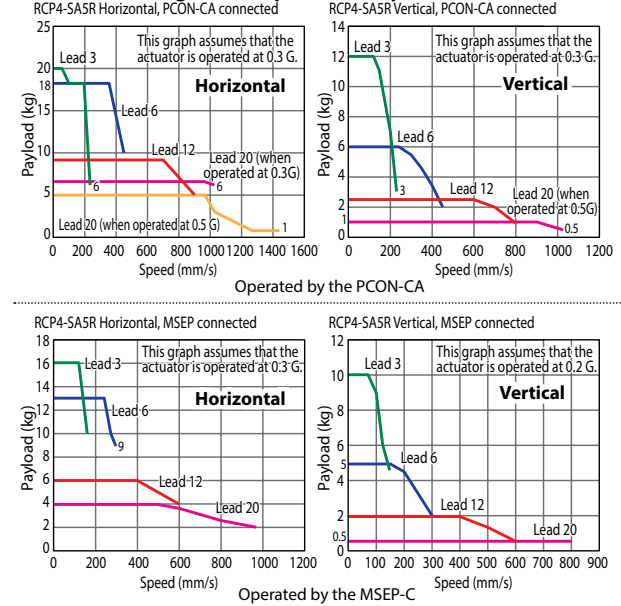 RCP4-SA5R Horizontal, PCON-CA connected
This graph assumes that the
actuator is operated at 0.3 G.
Horizontal
Lead 3
Lead 6
Lead 12
Lead 20 (when
operated at 0.3G)
Lead 20 (when operated at 0.5 G)
6
6
1
Payload (kg)
25
20
18
15
10
5
0
0 200 400 600 800 1000 1200 1400 1600
Speed (mm/s)
RCP4-SA5R Vertical, PCON-CA connected
This graph assumes that the
actuator is operated at 0.3 G.
Vertical
Lead 3
Lead 6
Lead 12
Lead 20 (when
operated at 0.5G)
3
0.5
Payload (kg)
14
12
10
8
6
4
2
1
0
0 200 400 600 800 1000 1200
Speed (mm/s)
Operated by the PCON-CA
RCP4-SA5R Horizontal, MSEP connected
This graph assumes that the
actuator is operated at 0.3 G.
Horizontal
Lead 3
Lead 6
9
Lead 12
Lead 20
Payload (kg)
18
16
14
13
10
8
6
4
2
0
0 200 400 600 800 1000 1200
Speed (mm/s)
RCP4-SA5R Vertical, MSEP connected
This graph assumes that the
actuator is operated at 0.2 G.
Vertical
Lead 3
Lead 6
Lead 12
Lead 20
Payload (kg)
12
10
8
6
5
4
2
0.5
0
0 100 200 300 400 500 600 700 800 900
Speed (mm/s)
Operated by the MSEP-C